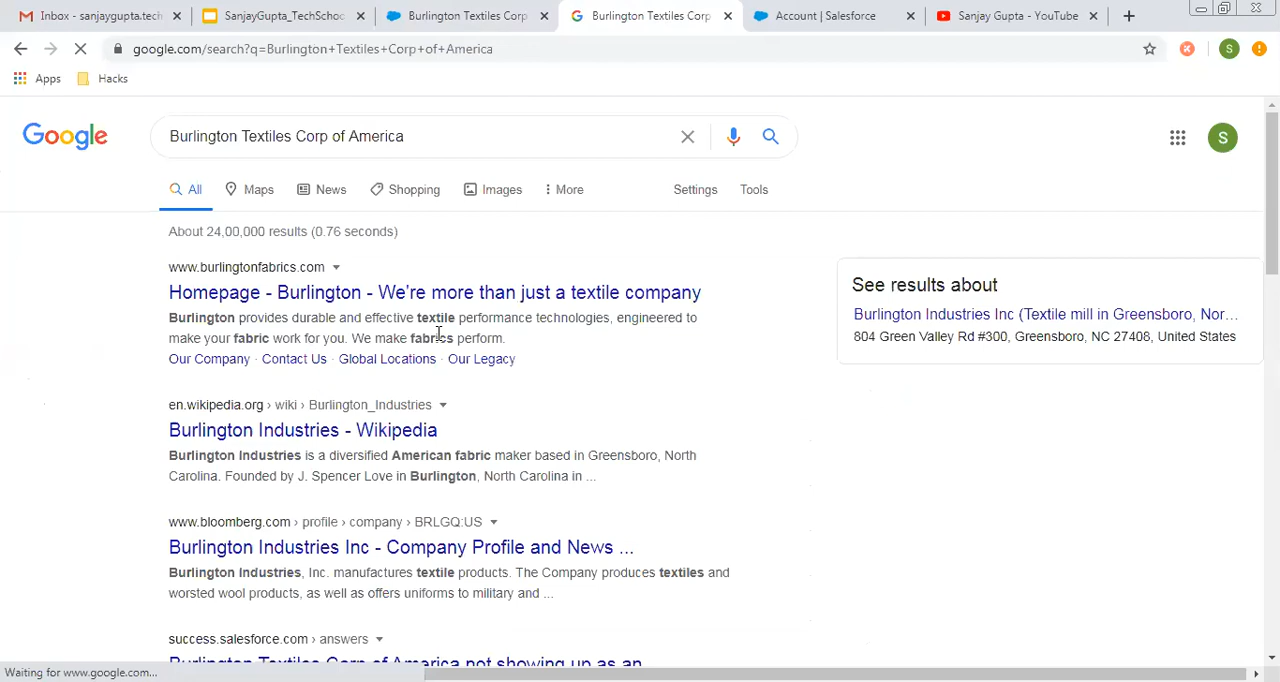 Inbox - sanjaygupta.tech
SanjayGupta_TechSchoo
Burlington Textiles Corp
Burlington Textiles Corp
Account | Salesforce
Sanjay Gupta - YouTube
google.com/search?q=Burlington+Textiles+Corp+of+America
S
Apps
Hacks
Google
Burlington Textiles Corp of America
S
All
Maps
News
Shopping
Images
More
Settings
Tools
About 24,00,000 results (0.76 seconds)
www.burlingtonfabrics.com
Homepage - Burlington - We're more than just a textile company
Burlington provides durable and effective textile performance technologies, engineered to
make your fabric work for you. We make fabrics perform.
Our Company · Contact Us · Global Locations · Our Legacy
See results about
Burlington Industries Inc (Textile mill in Greensboro, Nor...
804 Green Valley Rd #300, Greensboro, NC 27408, United States
en.wikipedia.org › wiki › Burlington_Industries
Burlington Industries - Wikipedia
Burlington Industries is a diversified American fabric maker based in Greensboro, North
Carolina. Founded by J. Spencer Love in Burlington, North Carolina in ...
www.bloomberg.com › profile › company › BRLGQ:US
Burlington Industries Inc - Company Profile and News ...
Burlington Industries, Inc. manufactures textile products. The Company produces textiles and
worsted wool products, as well as offers uniforms to military and ...
success.salesforce.com › answers
Burlington Textiles Corp of America not showing up as an
Waiting for www.google.com...